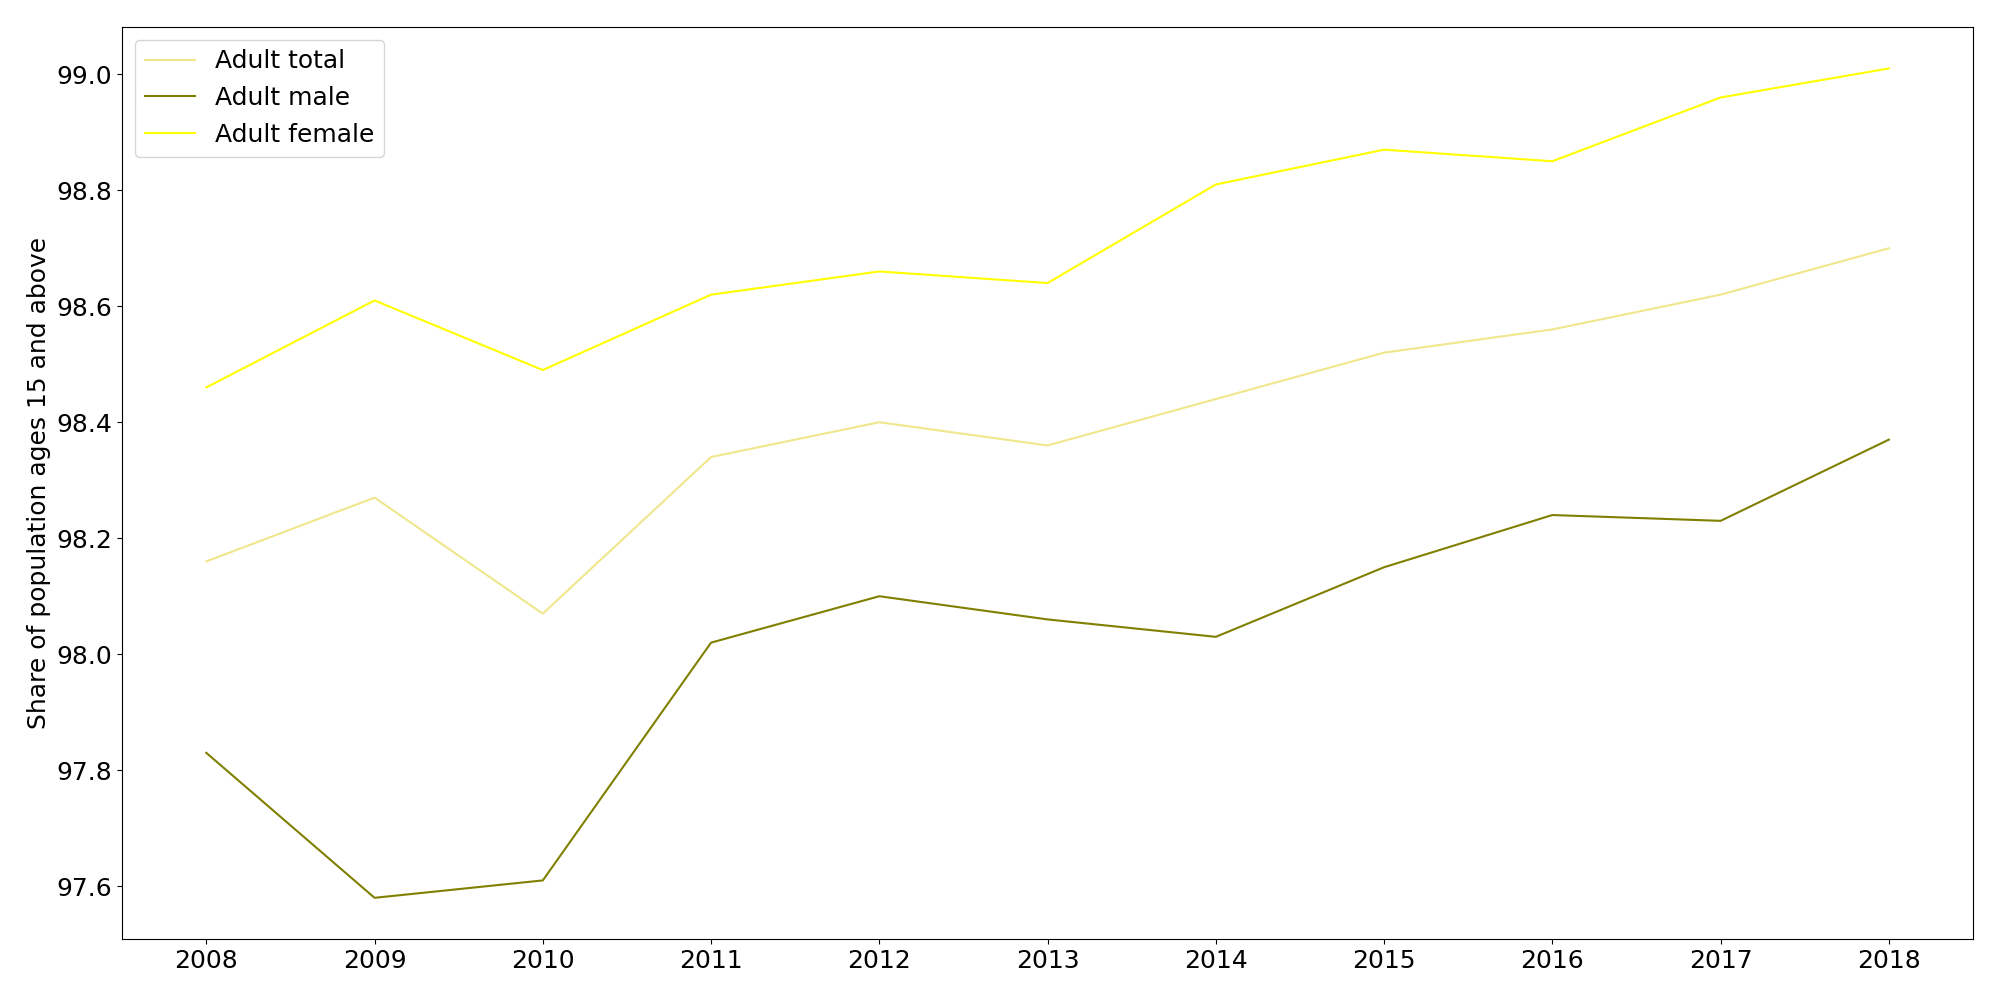 Adult total
Adult male
Adult female
Share of population ages 15 and above
99.0
98.8
98.6
98.4
98.2
98.0
97.8
97.6
2008 2009 2010 2011 2012 2013 2014 2015 2016 2017 2018